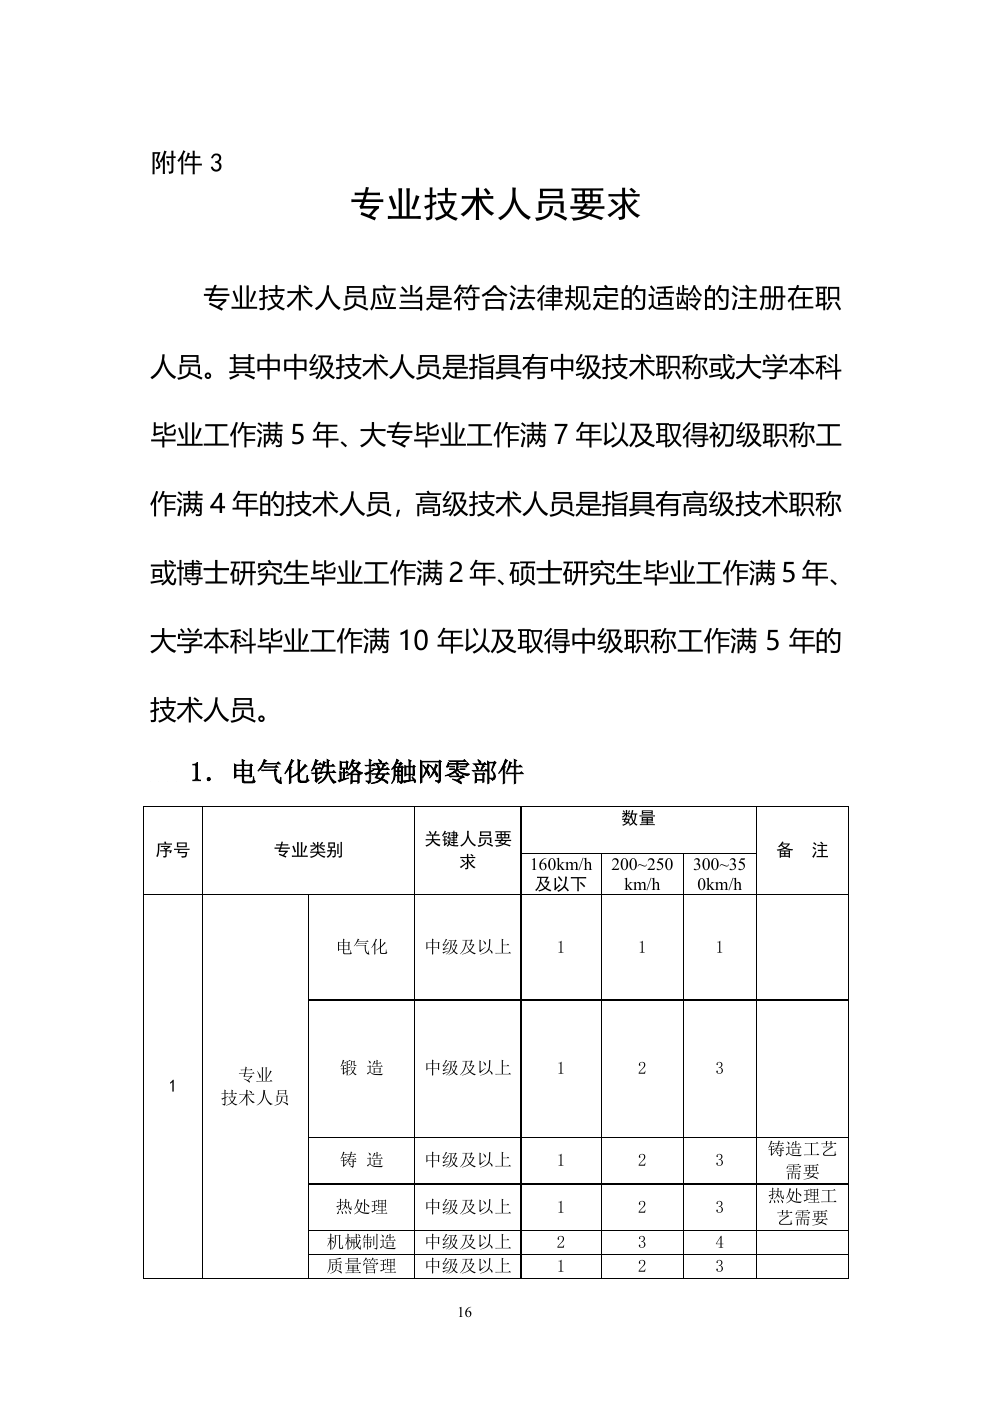 附件 3
专业技术人员要求
专业技术人员应当是符合法律规定的适龄的注册在职
人员。其中中级技术人员是指具有中级技术职称或大学本科
毕业工作满 5 年、大专毕业工作满 7 年以及取得初级职称工
作满 4 年的技术人员，高级技术人员是指具有高级技术职称
或博士研究生毕业工作满 2 年、硕士研究生毕业工作满 5 年、
大学本科毕业工作满 10 年以及取得中级职称工作满 5 年的
技术人员。
1．电气化铁路接触网零部件
序号 专业类别 关键人员要求 数量 备 注
160km/h及以下 200~250km/h 300~350km/h
1 专业技术人员 电气化 中级及以上 1 1 1
锻 造 中级及以上 1 2 3
铸 造 中级及以上 1 2 3 铸造工艺需要
热处理 中级及以上 1 2 3 热处理工艺需要
机械制造 中级及以上 2 3 4
质量管理 中级及以上 1 2 3
16